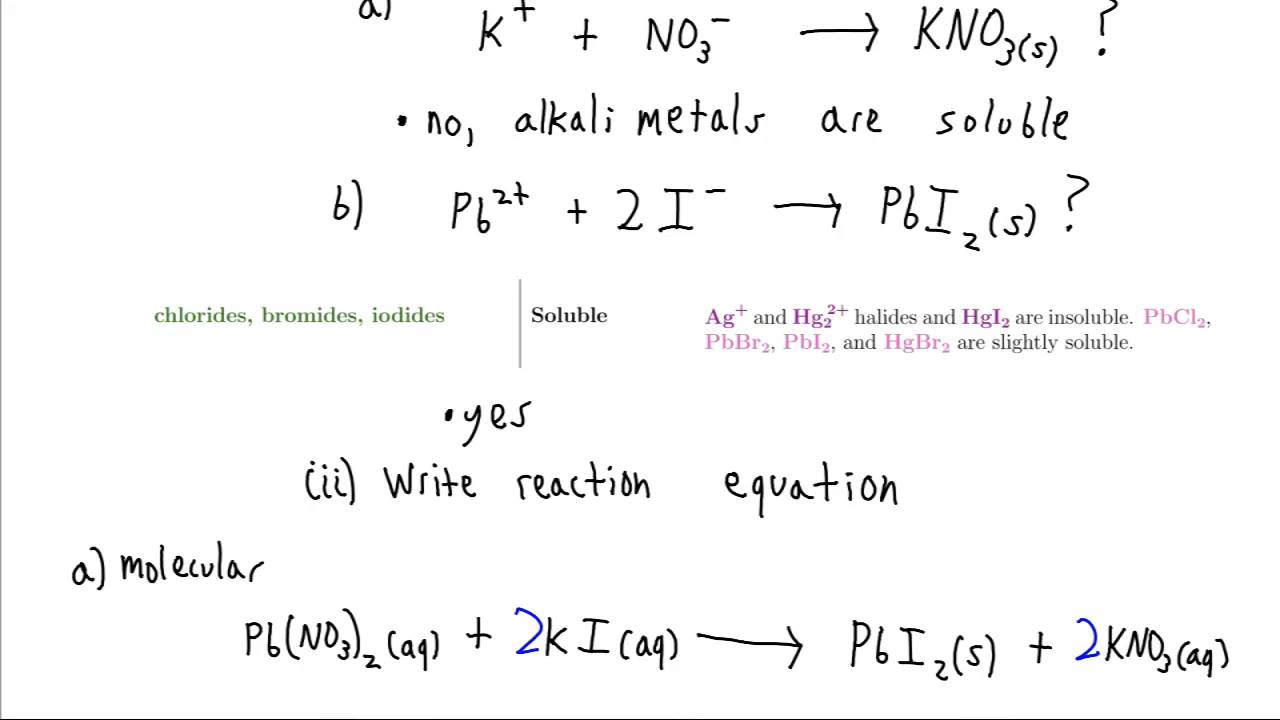 a) K⁺ + NO₃⁻ ⟶ KNO₃(s) ?
• no, alkali metals are soluble
b) Pb²⁺ + 2I⁻ ⟶ PbI₂(s) ?
chlorides, bromides, iodides | Soluble Ag⁺ and Hg₂²⁺ halides and HgI₂ are insoluble. PbCl₂,
PbBr₂, PbI₂, and HgBr₂ are slightly soluble.
• yes
(ii) Write reaction equation
a) molecular
Pb(NO₃)₂(aq) + 2KI(aq) ⟶ PbI₂(s) + 2KNO₃(aq)